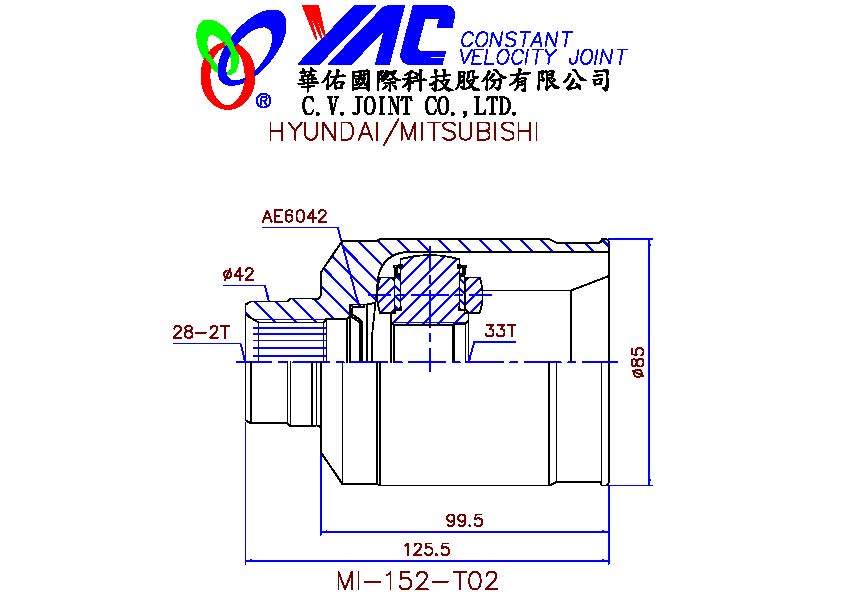 YAC CONSTANT
VELOCITY JOINT
®
華佑國際科技股份有限公司
C.V.JOINT CO.,LTD.
HYUNDAI/MITSUBISHI
AE6042
ø42
28-2T
33T
ø85
99.5
125.5
MI-152-T02